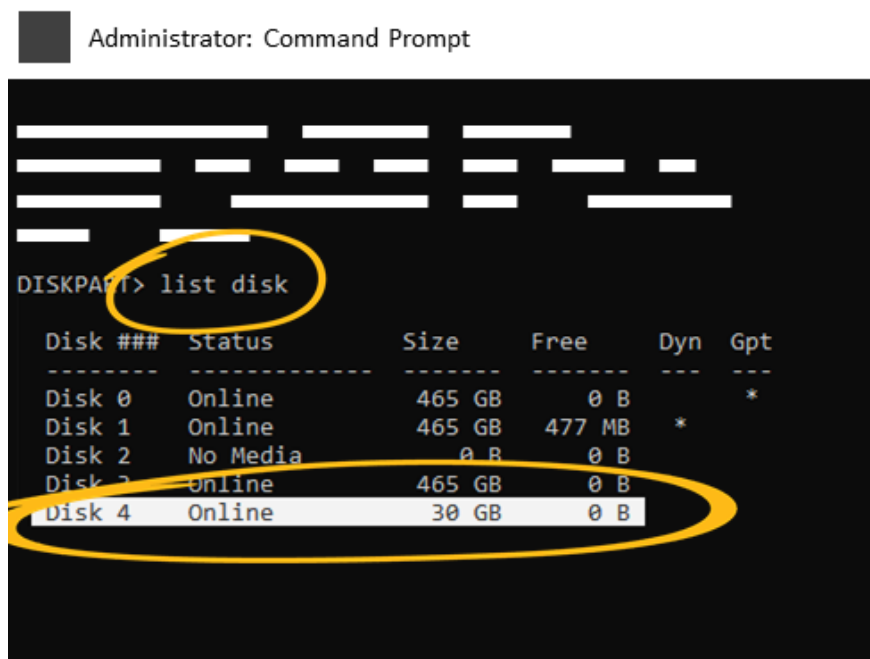 Administrator: Command Prompt
DISKPART> list disk
Disk ### Status Size Free Dyn Gpt
-------- ------------- ------- ------- --- ---
Disk 0 Online 465 GB 0 B *
Disk 1 Online 465 GB 477 MB *
Disk 2 No Media 0 B 0 B
Disk 3 Online 465 GB 0 B
Disk 4 Online 30 GB 0 B